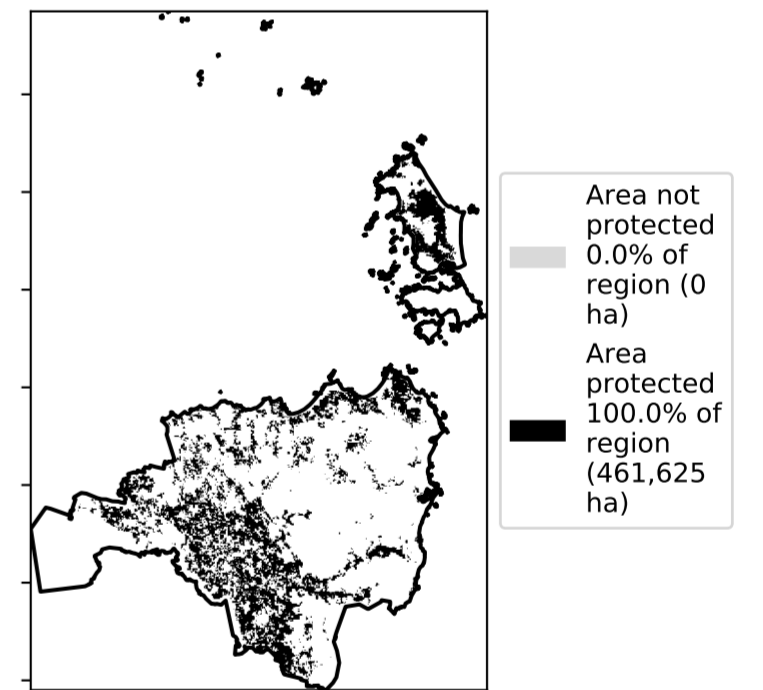 Area not
protected
0.0% of
region (0
ha)
Area
protected
100.0% of
region
(461,625
ha)